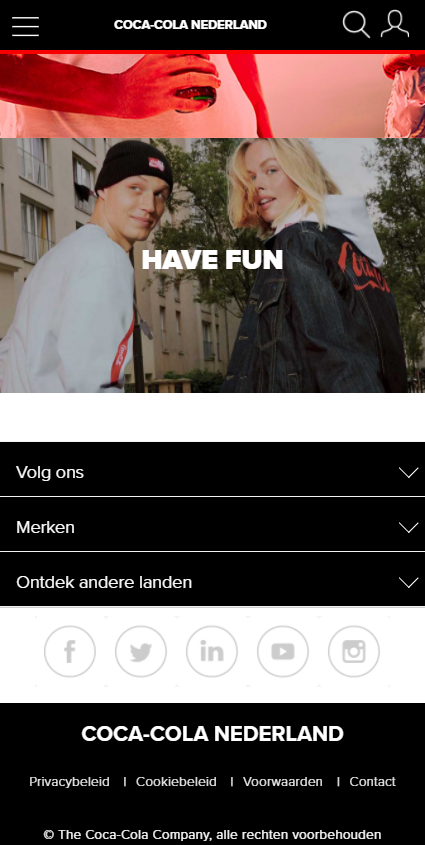 COCA-COLA NEDERLAND
HAVE FUN
Volg ons
Merken
Ontdek andere landen
COCA-COLA NEDERLAND
Privacybeleid | Cookiebeleid | Voorwaarden | Contact
© The Coca-Cola Company, alle rechten voorbehouden